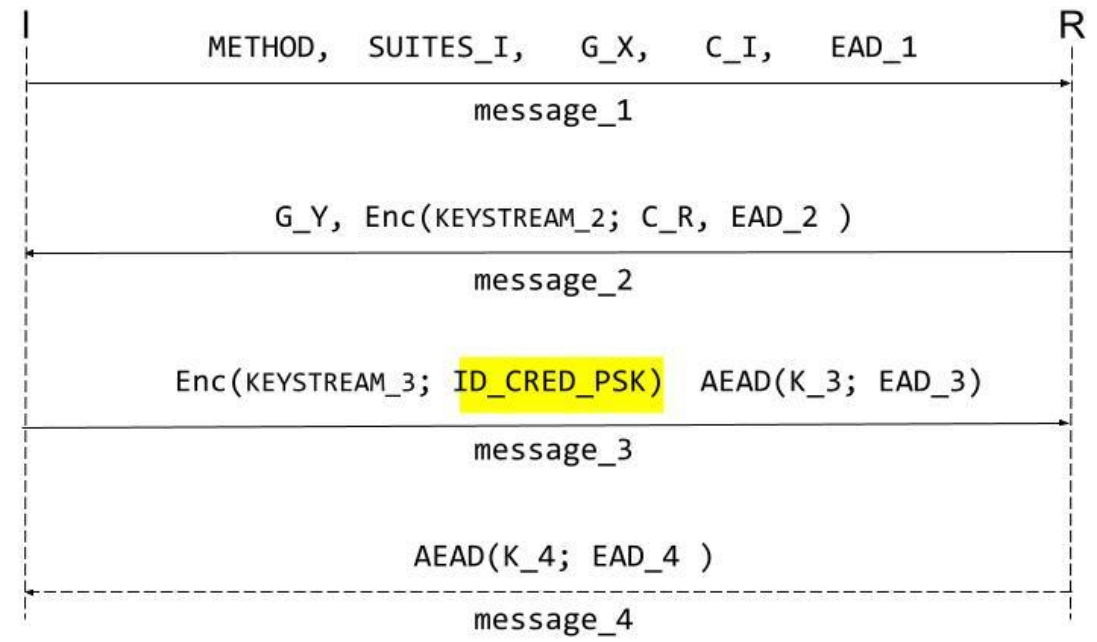 I R
METHOD, SUITES_I, G_X, C_I, EAD_1
message_1
G_Y, Enc(KEYSTREAM_2; C_R, EAD_2 )
message_2
Enc(KEYSTREAM_3; ID_CRED_PSK) AEAD(K_3; EAD_3)
message_3
AEAD(K_4; EAD_4 )
message_4